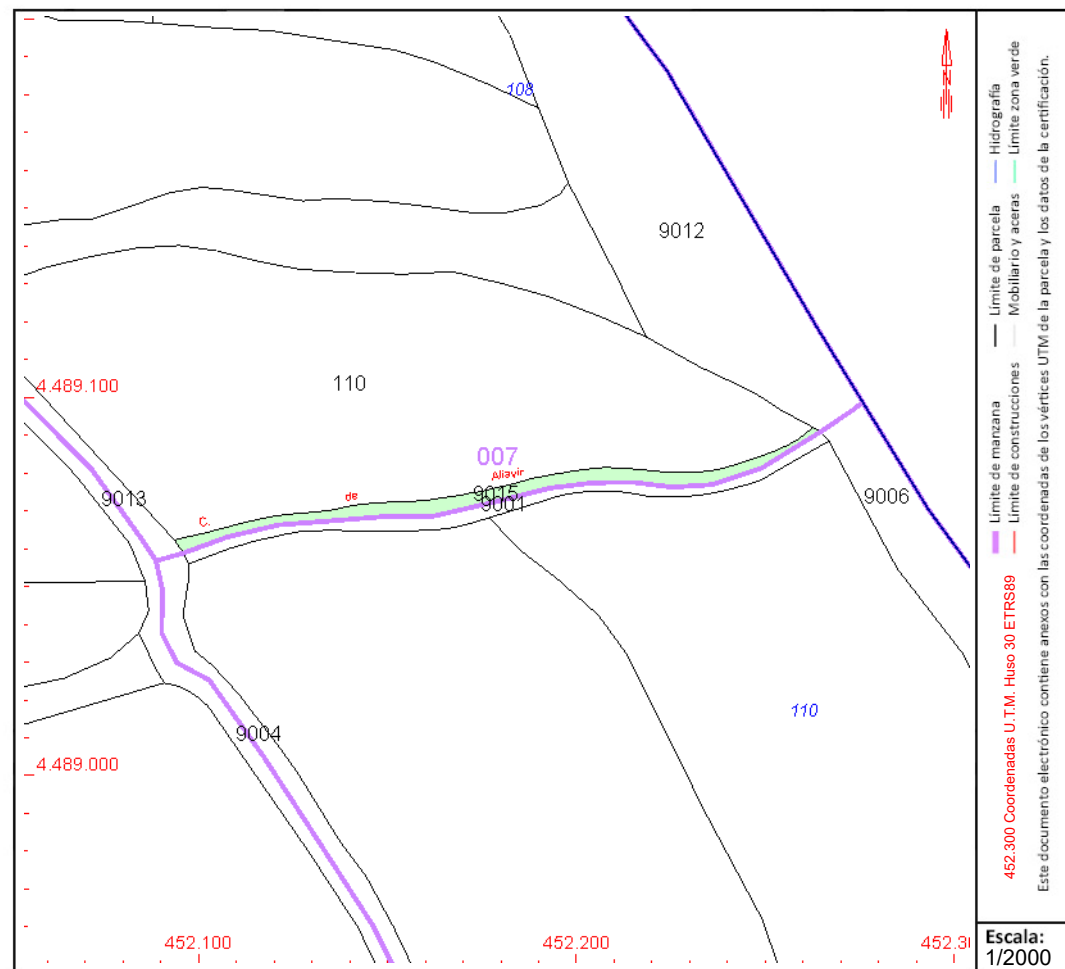 108
N
9012
4.489.100
110
007
Aliavir
de
9015
9001
9013
9006
C.
110
9004
4.489.000
452.100
452.200
452.3
Límite de manzana
Límite de construcciones
Límite de parcela
Mobiliario y aceras
Hidrografía
Límite zona verde
452.300 Coordenadas U.T.M. Huso 30 ETRS89
Este documento electrónico contiene anexos con las coordenadas de los vértices UTM de la parcela y los datos de la certificación.
Escala:
1/2000